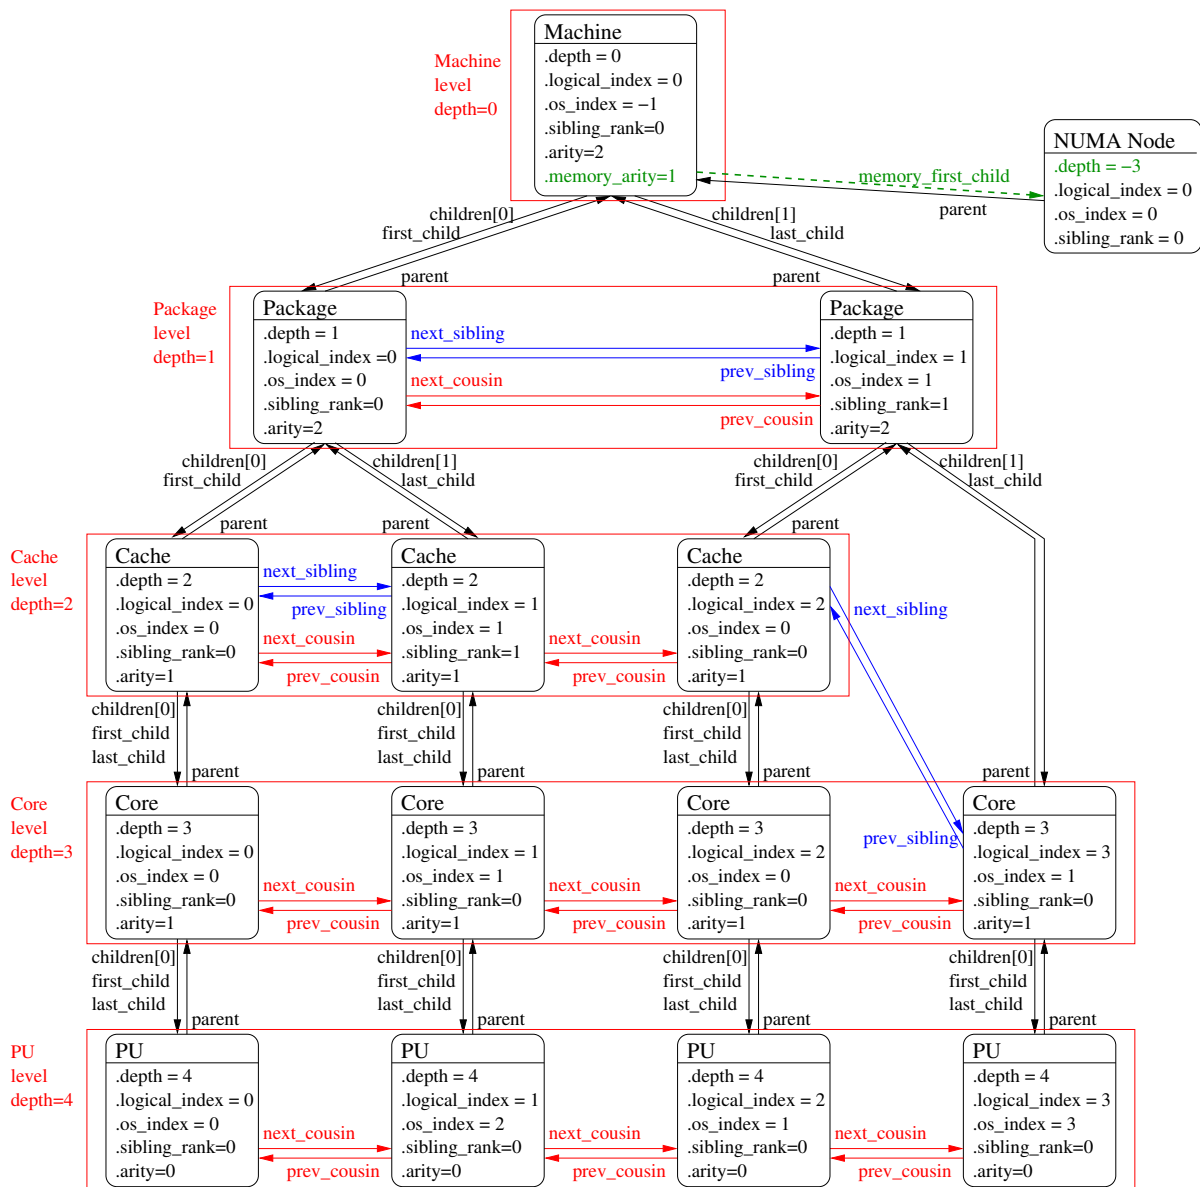 Machine
level
depth=0
Machine
.depth = 0
.logical_index = 0
.os_index = −1
.sibling_rank=0
.arity=2
.memory_arity=1
memory_first_child
parent
NUMA Node
.depth = −3
.logical_index = 0
.os_index = 0
.sibling_rank = 0
children[0]
first_child
parent
children[1]
last_child
parent
Package
level
depth=1
Package
.depth = 1
.logical_index =0
.os_index = 0
.sibling_rank=0
.arity=2
next_sibling
prev_sibling
next_cousin
prev_cousin
Package
.depth = 1
.logical_index = 1
.os_index = 1
.sibling_rank=1
.arity=2
children[0]
first_child
parent
children[1]
last_child
parent
children[0]
first_child
parent
children[1]
last_child
Cache
level
depth=2
Cache
.depth = 2
.logical_index = 0
.os_index = 0
.sibling_rank=0
.arity=1
next_sibling
prev_sibling
next_cousin
prev_cousin
Cache
.depth = 2
.logical_index = 1
.os_index = 1
.sibling_rank=1
.arity=1
next_cousin
prev_cousin
Cache
.depth = 2
.logical_index = 2
.os_index = 0
.sibling_rank=0
.arity=1
next_sibling
prev_sibling
children[0]
first_child
last_child
parent
children[0]
first_child
last_child
parent
children[0]
first_child
last_child
parent
parent
Core
level
depth=3
Core
.depth = 3
.logical_index = 0
.os_index = 0
.sibling_rank=0
.arity=1
next_cousin
prev_cousin
Core
.depth = 3
.logical_index = 1
.os_index = 1
.sibling_rank=0
.arity=1
next_cousin
prev_cousin
Core
.depth = 3
.logical_index = 2
.os_index = 0
.sibling_rank=0
.arity=1
next_cousin
prev_cousin
Core
.depth = 3
.logical_index = 3
.os_index = 1
.sibling_rank=0
.arity=1
children[0]
first_child
last_child
parent
children[0]
first_child
last_child
parent
children[0]
first_child
last_child
parent
children[0]
first_child
last_child
parent
PU
level
depth=4
PU
.depth = 4
.logical_index = 0
.os_index = 0
.sibling_rank=0
.arity=0
next_cousin
prev_cousin
PU
.depth = 4
.logical_index = 1
.os_index = 2
.sibling_rank=0
.arity=0
next_cousin
prev_cousin
PU
.depth = 4
.logical_index = 2
.os_index = 1
.sibling_rank=0
.arity=0
next_cousin
prev_cousin
PU
.depth = 4
.logical_index = 3
.os_index = 3
.sibling_rank=0
.arity=0